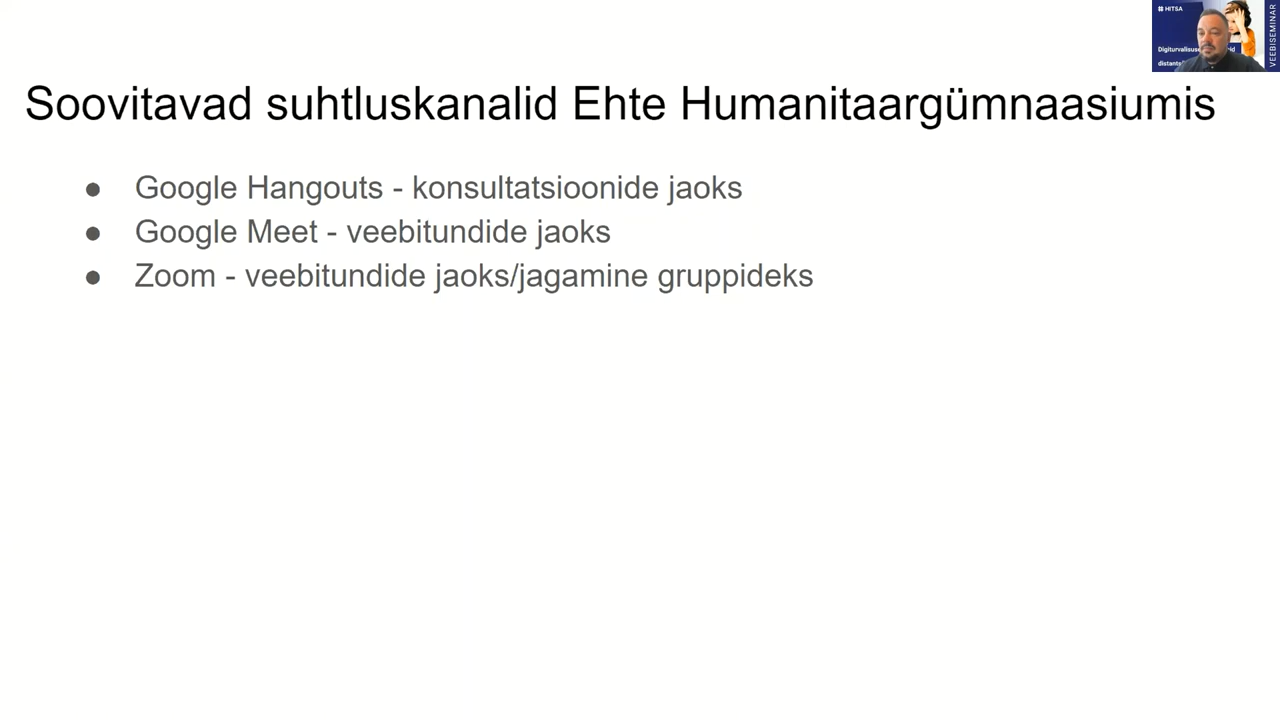 HITSA
VEEBISEMINAR
Soovitavad suhtluskanalid Ehte Humanitaargümnaasiumis
● Google Hangouts - konsultatsioonide jaoks
● Google Meet - veebitundide jaoks
● Zoom - veebitundide jaoks/jagamine gruppideks